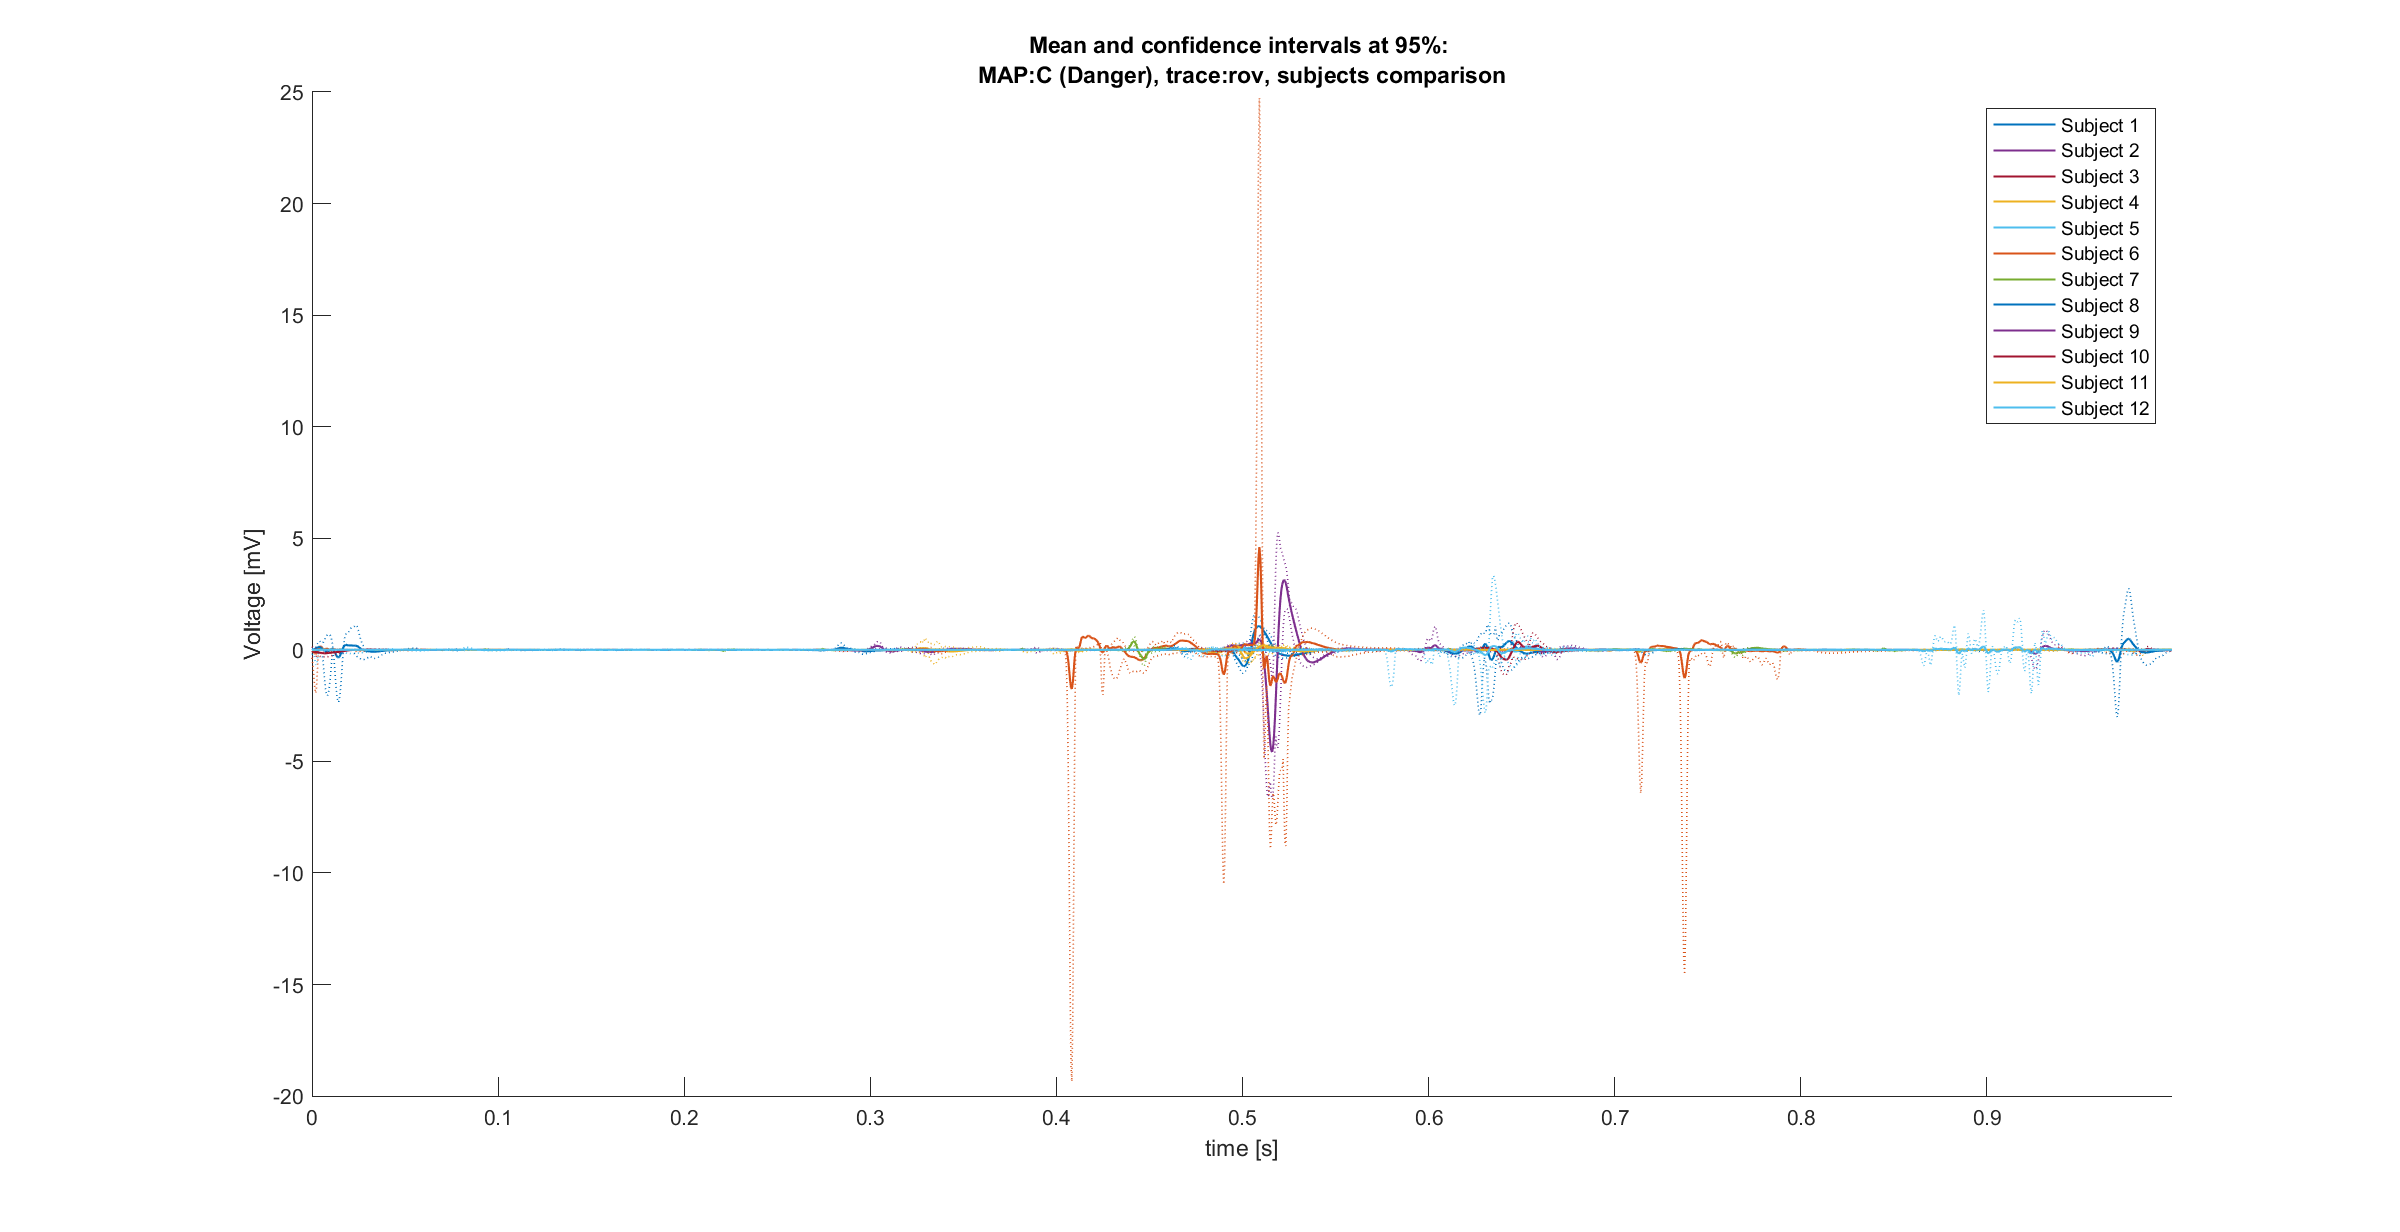 Mean and confidence intervals at 95%:
MAP:C (Danger), trace:rov, subjects comparison
25
20
15
10
5
0
-5
-10
-15
-20
Voltage [mV]
Subject 1
Subject 2
Subject 3
Subject 4
Subject 5
Subject 6
Subject 7
Subject 8
Subject 9
Subject 10
Subject 11
Subject 12
0 0.1 0.2 0.3 0.4 0.5 0.6 0.7 0.8 0.9
time [s]